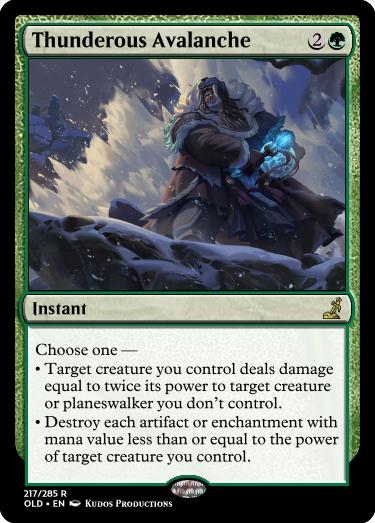 Thunderous Avalanche 2
Instant
Choose one —
• Target creature you control deals damage
equal to twice its power to target creature
or planeswalker you don't control.
• Destroy each artifact or enchantment with
mana value less than or equal to the power
of target creature you control.
217/285 R
OLD • EN Kudos Productions